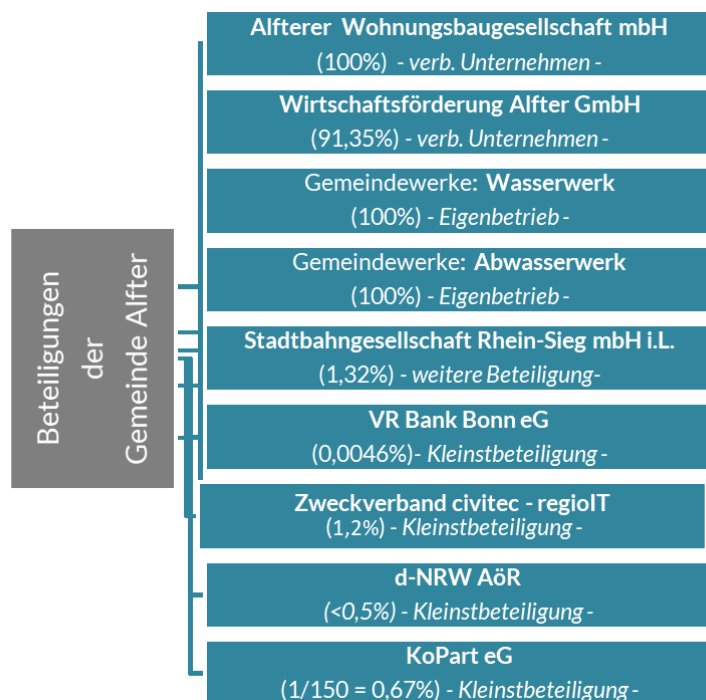 Beteiligungen
der
Gemeinde Alfter
Alfterer Wohnungsbaugesellschaft mbH
(100%) - verb. Unternehmen -
Wirtschaftsförderung Alfter GmbH
(91,35%) - verb. Unternehmen -
Gemeindewerke: Wasserwerk
(100%) - Eigenbetrieb -
Gemeindewerke: Abwasserwerk
(100%) - Eigenbetrieb -
Stadtbahngesellschaft Rhein-Sieg mbH i.L.
(1,32%) - weitere Beteiligung-
VR Bank Bonn eG
(0,0046%)- Kleinstbeteiligung -
Zweckverband civitec - regioIT
(1,2%) - Kleinstbeteiligung -
d-NRW AöR
(<0,5%) - Kleinstbeteiligung -
KoPart eG
(1/150 = 0,67%) - Kleinstbeteiligung -